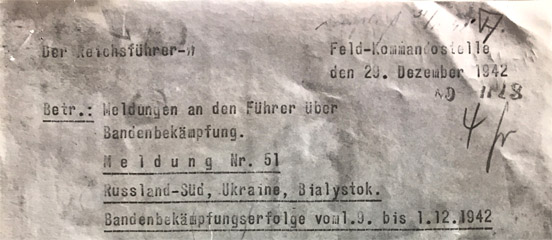 Der Reichsführer-SS
Feld-Kommandostelle
den 29. Dezember 1942
Betr.: Meldungen an den Führer über
Bandenbekämpfung.
Meldung Nr. 51
Russland-Süd, Ukraine, Bialystok.
Bandenbekämpfungserfolge vom 1.9. bis 1.12.1942